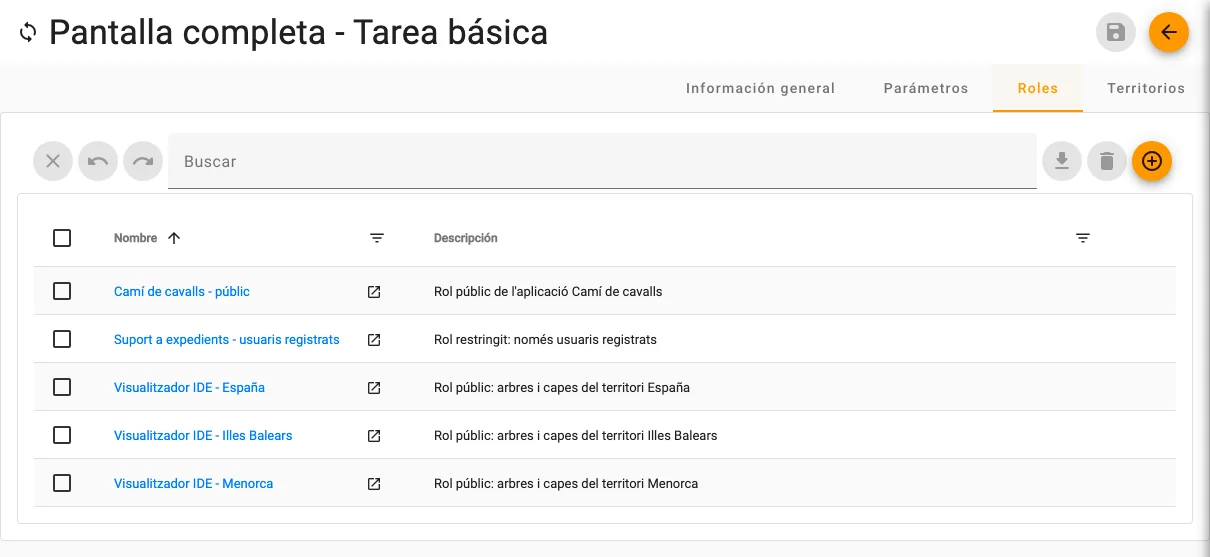 Pantalla completa - Tarea básica
Información general Parámetros Roles Territorios
Buscar
Nombre Descripción
Camí de cavalls - públic Rol públic de l'aplicació Camí de cavalls
Suport a expedients - usuaris registrats Rol restringit: només usuaris registrats
Visualitzador IDE - España Rol públic: arbres i capes del territori España
Visualitzador IDE - Illes Balears Rol públic: arbres i capes del territori Illes Balears
Visualitzador IDE - Menorca Rol públic: arbres i capes del territori Menorca